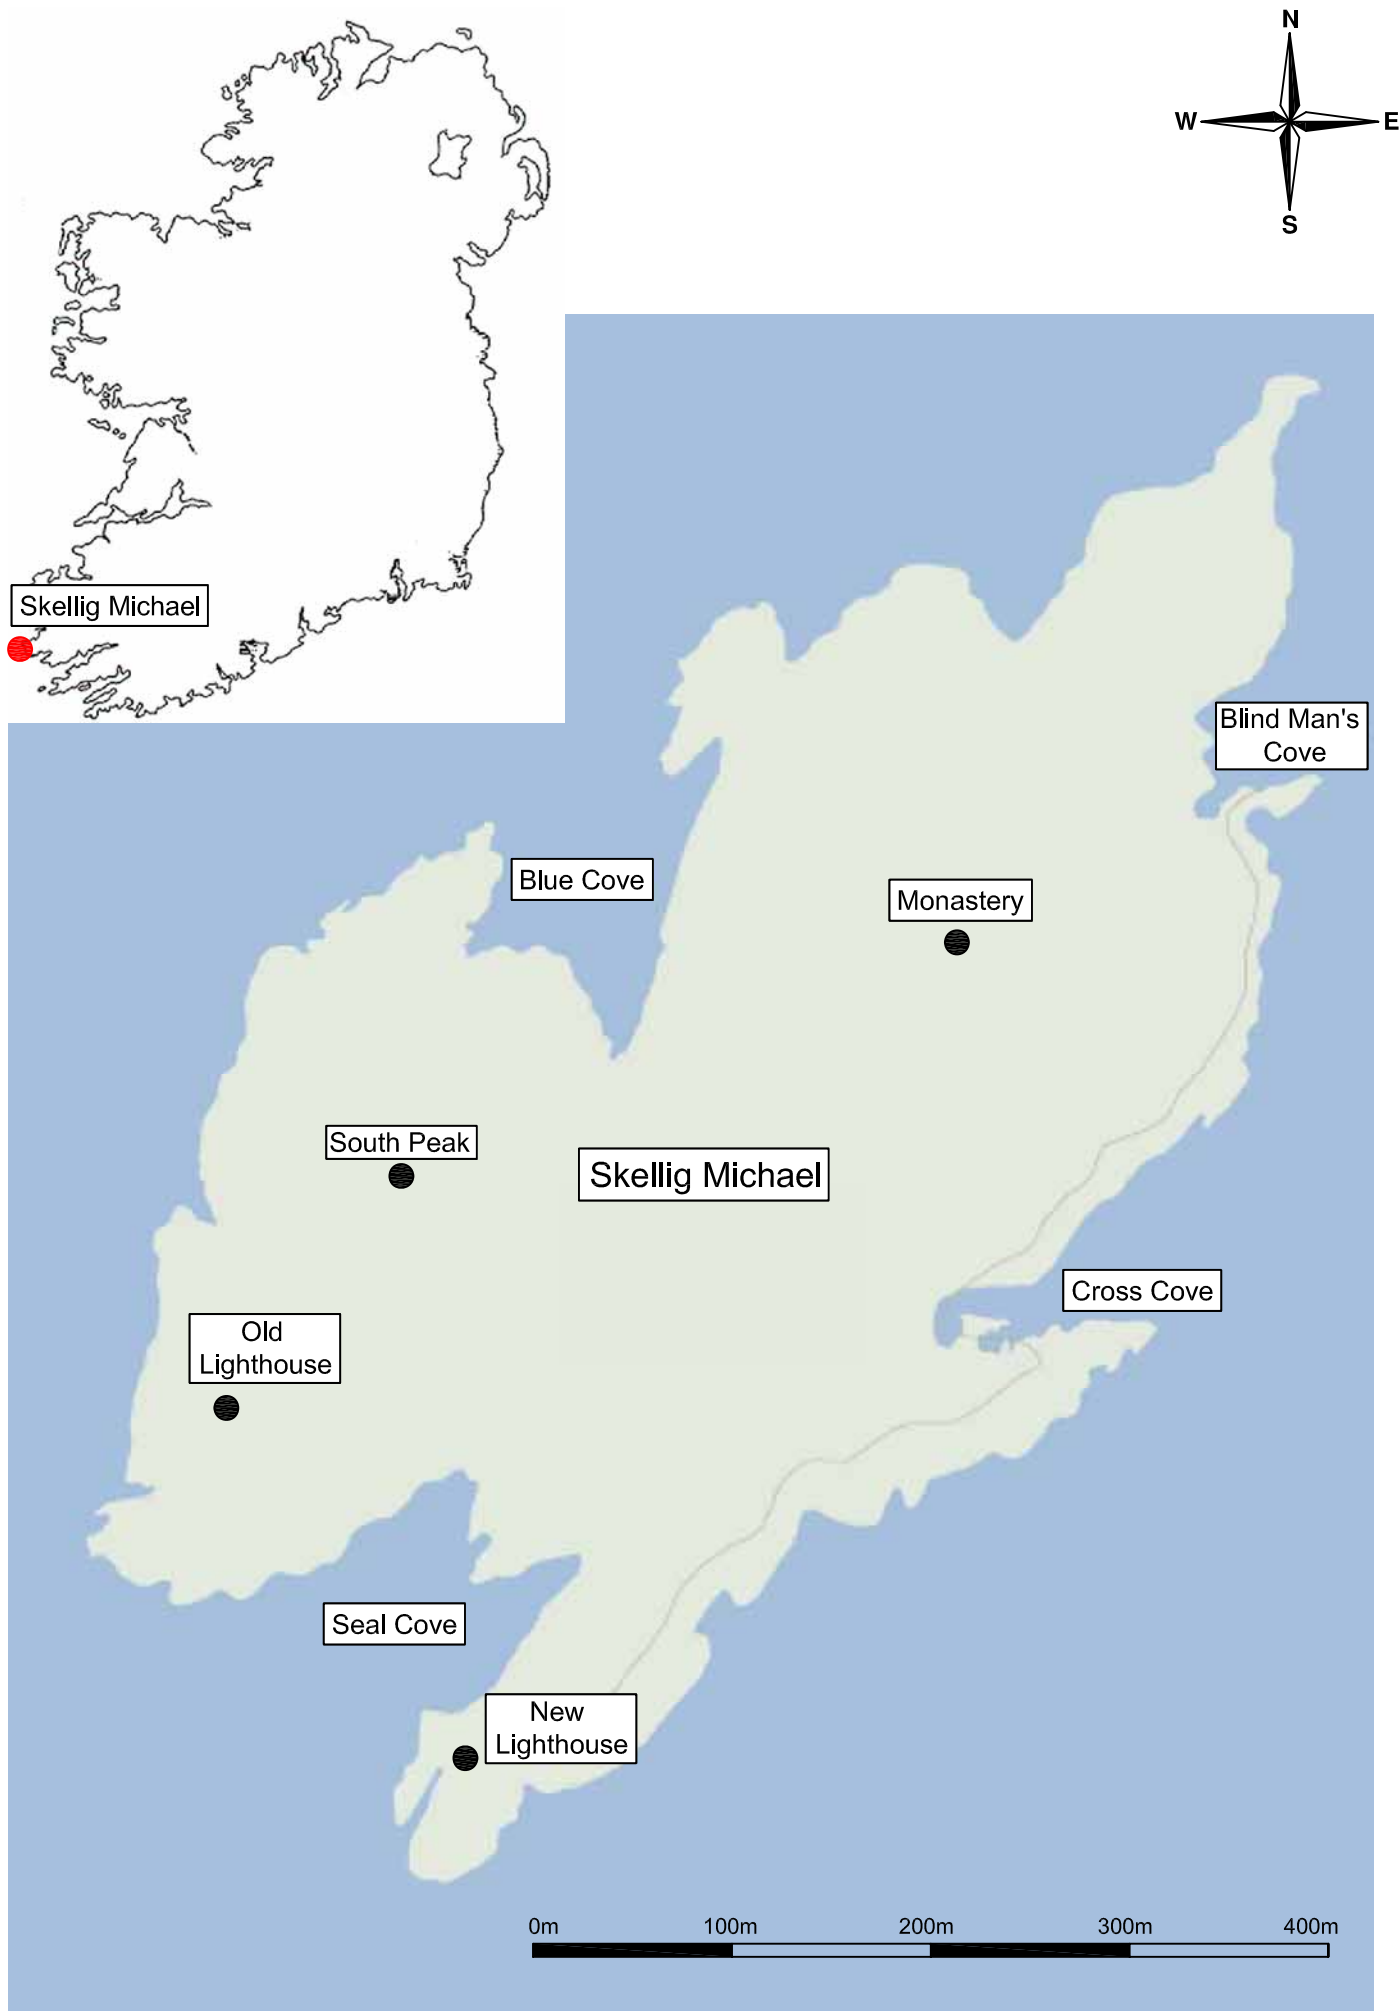 N
W E
S
Skellig Michael
Blind Man's
Cove
Blue Cove
Monastery
South Peak
Skellig Michael
Cross Cove
Old
Lighthouse
Seal Cove
New
Lighthouse
0m 100m 200m 300m 400m